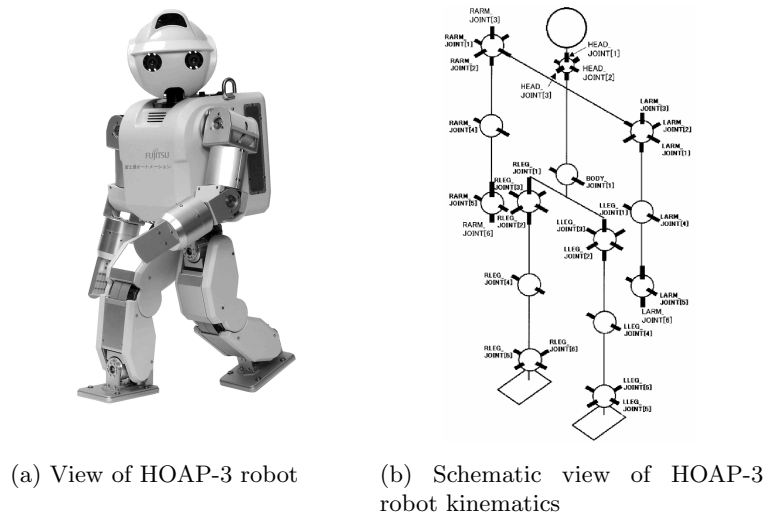 FUJITSU
RARM_
JOINT[3]
RARM_
JOINT[1]
RARM_
JOINT[2]
HEAD_
JOINT[1]
HEAD_
JOINT[2]
HEAD_
JOINT[3]
LARM_
JOINT[3]
LARM_
JOINT[2]
LARM_
JOINT[1]
RARM_
JOINT[4]
RLEG_
JOINT[1]
RLEG_
JOINT[3]
BODY_
JOINT[1]
RARM_
JOINT[5]
RARM_
JOINT[6]
RLEG_
JOINT[2]
LLEG_
JOINT[1]
LLEG_
JOINT[3]
LLEG_
JOINT[2]
LARM_
JOINT[4]
RLEG_
JOINT[4]
LARM_
JOINT[5]
LARM_
JOINT[6]
LLEG_
JOINT[4]
RLEG_
JOINT[5]
RLEG_
JOINT[6]
LLEG_
JOINT[6]
LLEG_
JOINT[5]
(a) View of HOAP-3 robot
(b) Schematic view of HOAP-3
robot kinematics